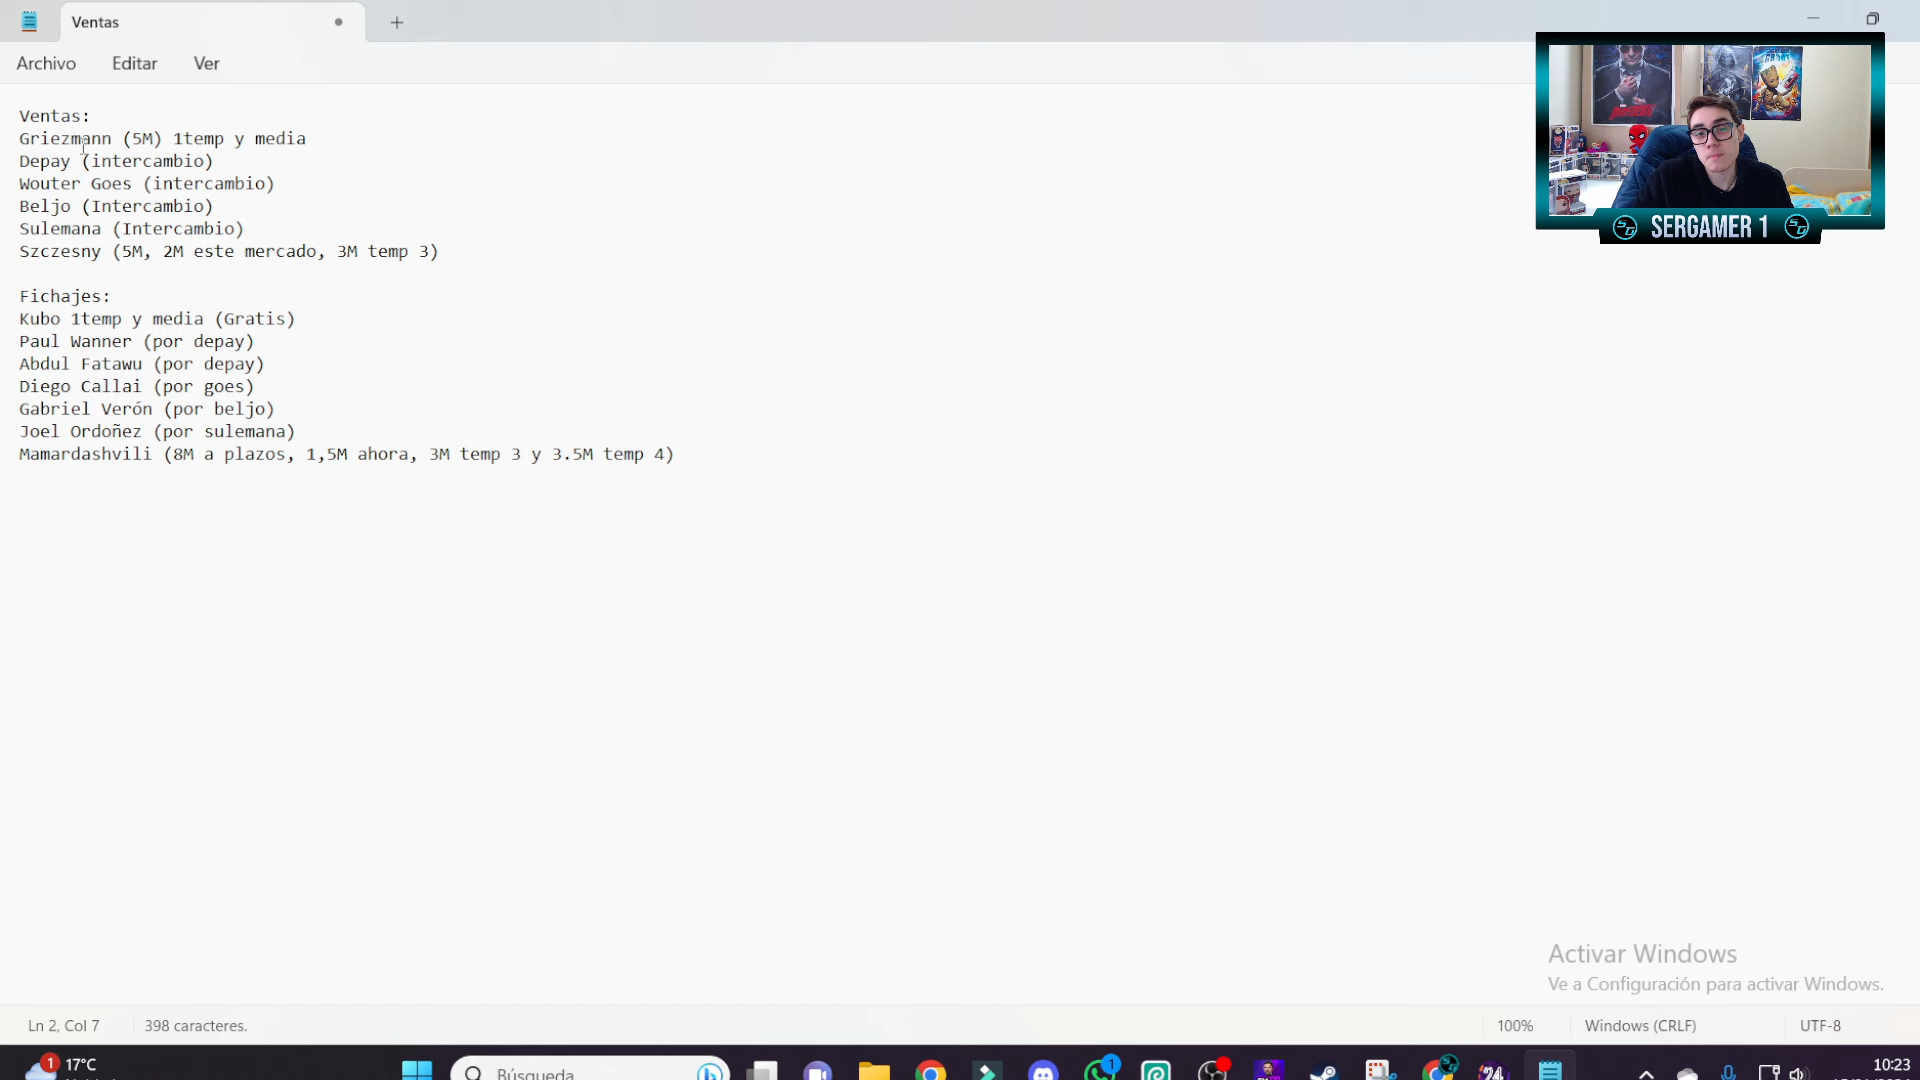 Ventas
Archivo Editar Ver
Ventas:
Griezmann (5M) 1temp y media
Depay (intercambio)
Wouter Goes (intercambio)
Beljo (Intercambio)
Sulemana (Intercambio)
Szczesny (5M, 2M este mercado, 3M temp 3)
Fichajes:
Kubo 1temp y media (Gratis)
Paul Wanner (por depay)
Abdul Fatawu (por depay)
Diego Callai (por goes)
Gabriel Verón (por beljo)
Joel Ordoñez (por sulemana)
Mamardashvili (8M a plazos, 1,5M ahora, 3M temp 3 y 3.5M temp 4)
SERGAMER 1
Activar Windows
Ve a Configuración para activar Windows.
Ln 2, Col 7 398 caracteres. 100% Windows (CRLF) UTF-8
1 17°C Búsqueda 1 24 10:23